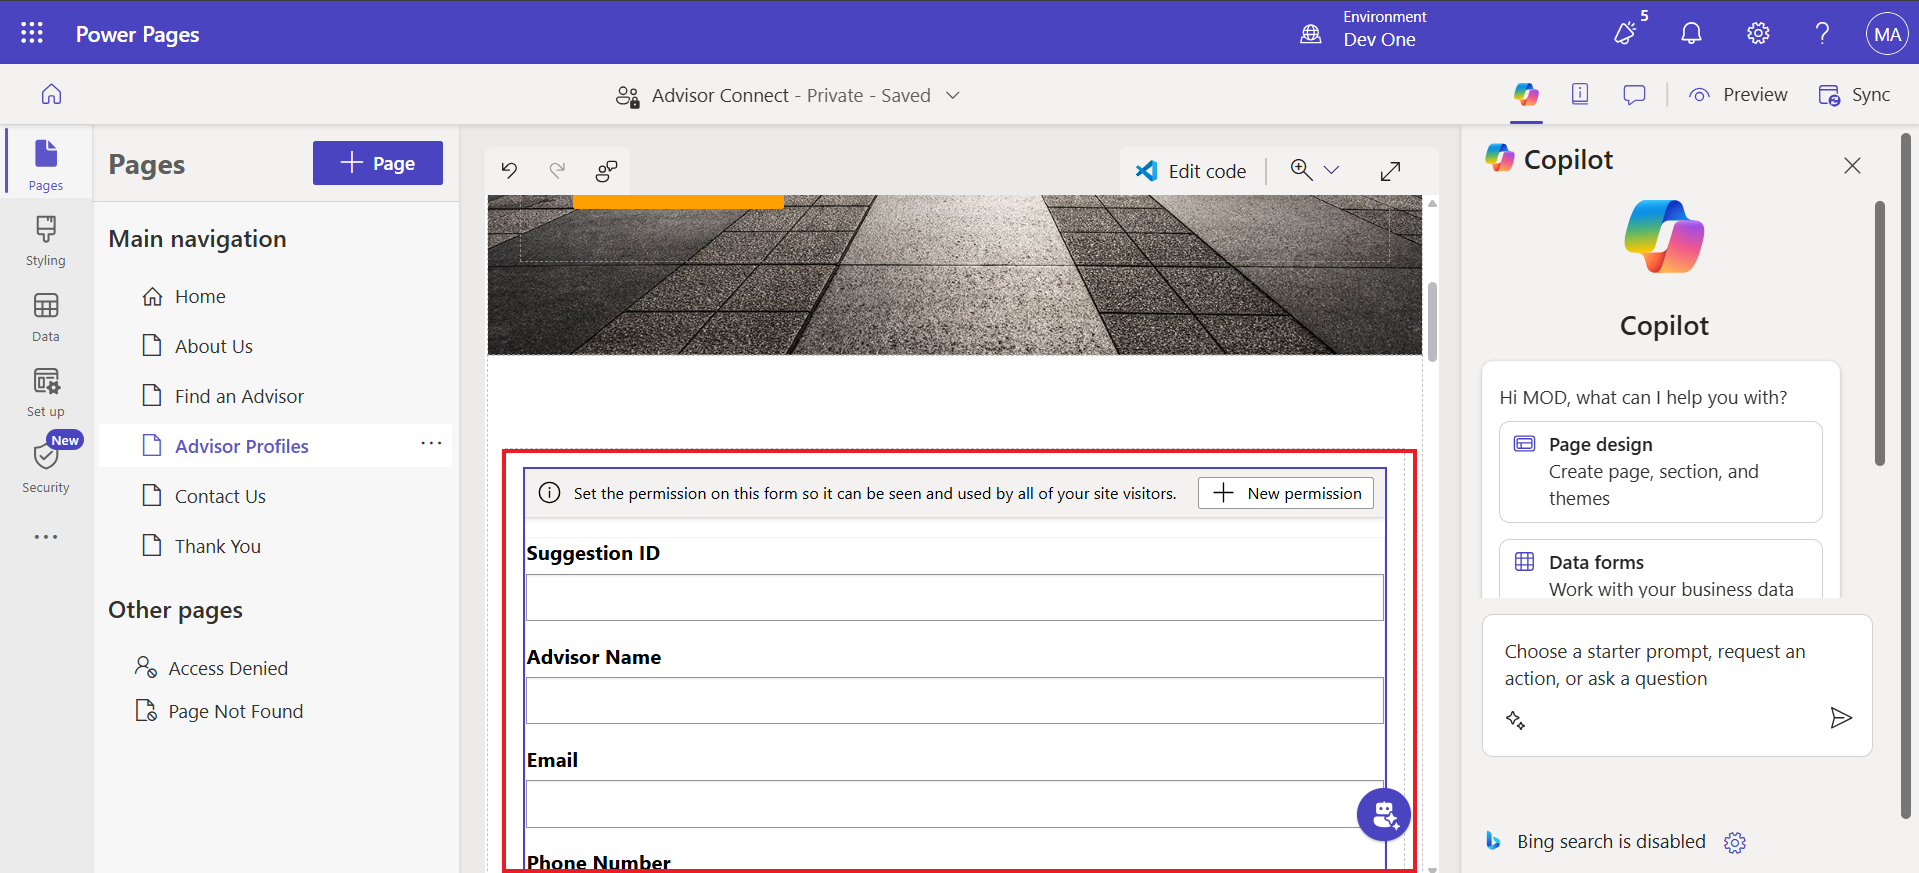 Power Pages
Environment
Dev One
5
MA
Advisor Connect - Private - Saved
Preview
Sync
Pages
Styling
Data
Set up
New
Security
Pages
Page
Main navigation
Home
About Us
Find an Advisor
Advisor Profiles
Contact Us
Thank You
Other pages
Access Denied
Page Not Found
Edit code
Set the permission on this form so it can be seen and used by all of your site visitors.
New permission
Suggestion ID
Advisor Name
Email
Phone Number
Copilot
Copilot
Hi MOD, what can I help you with?
Page design
Create page, section, and
themes
Data forms
Work with your business data
Choose a starter prompt, request an
action, or ask a question
Bing search is disabled